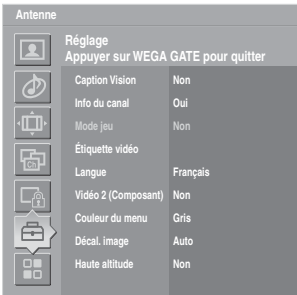 Antenne
Réglage
Appuyer sur WEGA GATE pour quitter
Caption Vision Non
Info du canal Oui
Mode jeu Non
Étiquette vidéo
Ch
Langue Français
Vidéo 2 (Composant) Non
Couleur du menu Gris
Décal. image Auto
Haute altitude Non